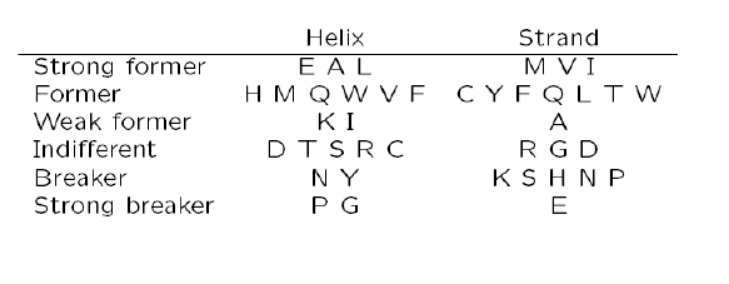 Helix Strand
Strong former E A L M V I
Former H M Q W V F C Y F Q L T W
Weak former K I A
Indifferent D T S R C R G D
Breaker N Y K S H N P
Strong breaker P G E